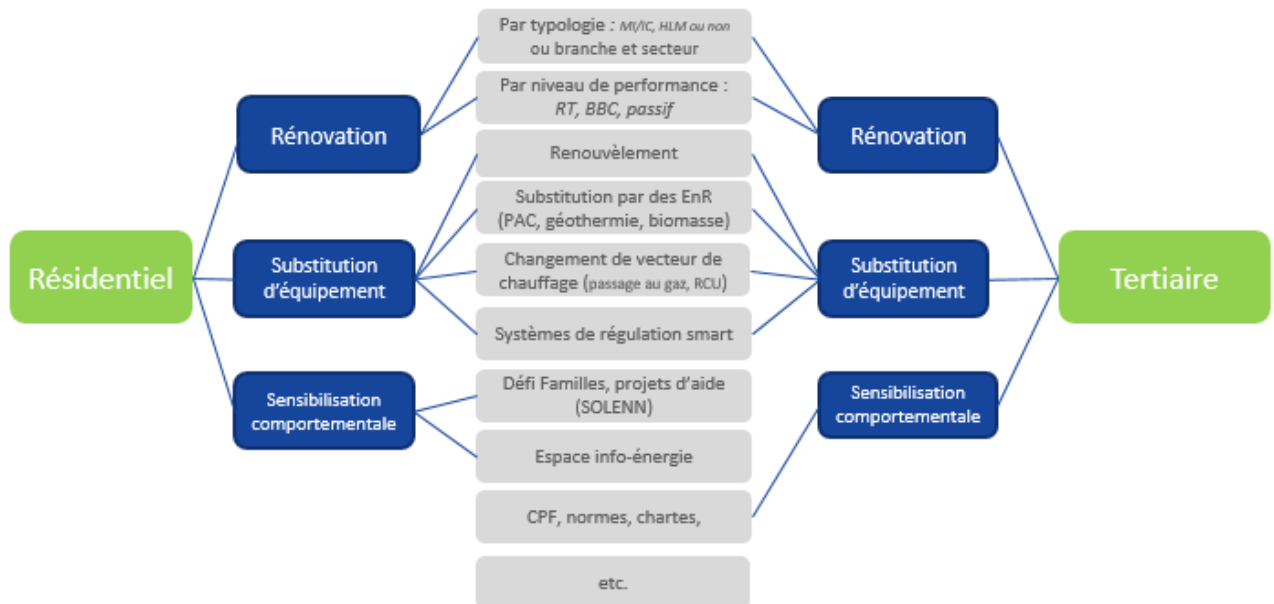 Par typologie : MI/IC, HLM ou non
ou branche et secteur
Par niveau de performance :
RT, BBC, passif
Rénovation
Rénovation
Renouvèlement
Substitution par des EnR
(PAC, géothermie, biomasse)
Résidentiel
Substitution
d'équipement
Changement de vecteur de
chauffage (passage au gaz, RCU)
Substitution
d'équipement
Tertiaire
Systèmes de régulation smart
Sensibilisation
comportementale
Défi Familles, projets d'aide
(SOLENN)
Sensibilisation
comportementale
Espace info-énergie
CPF, normes, chartes,
etc.